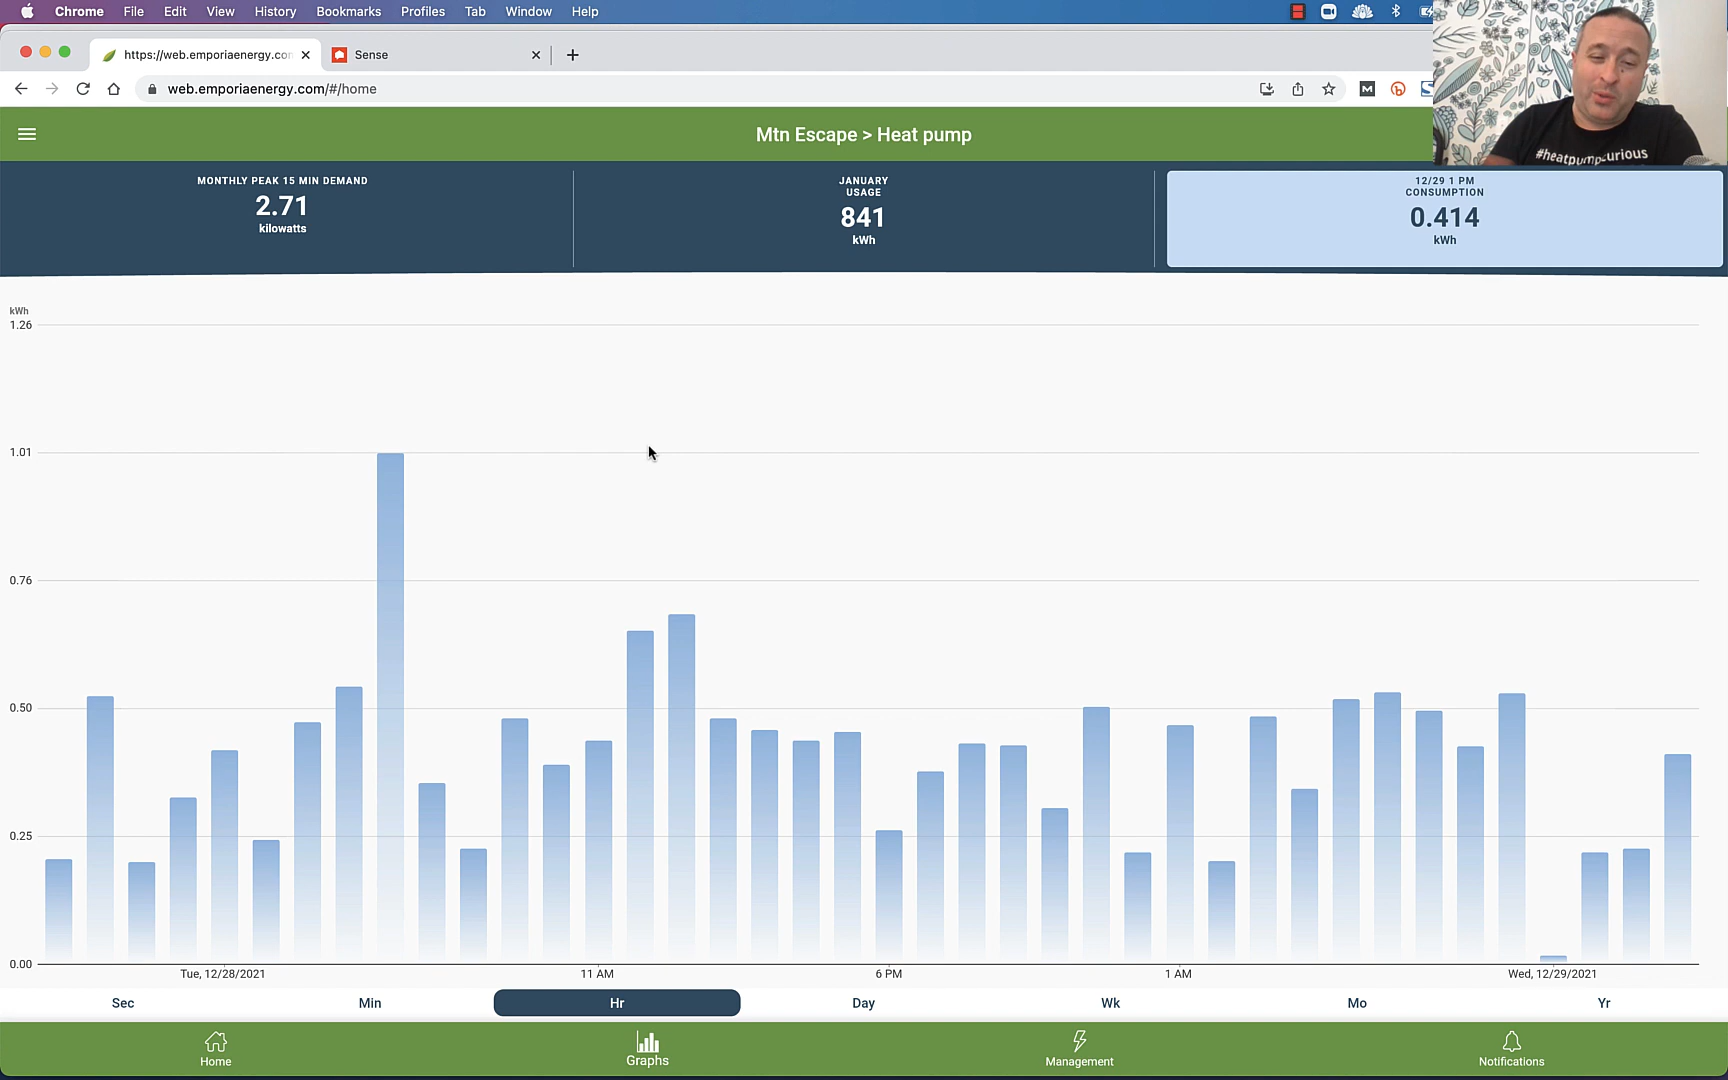 Chrome File Edit View History Bookmarks Profiles Tab Window Help
https://web.emporiaenergy.con
Sense
web.emporiaenergy.com/#/home
Mtn Escape > Heat pump
#heatpumpcurious
MONTHLY PEAK 15 MIN DEMAND
2.71
kilowatts
JANUARY
USAGE
841
kWh
12/29 1 PM
CONSUMPTION
0.414
kWh
kWh
1.26
1.01
0.76
0.50
0.25
0.00
Tue, 12/28/2021 11 AM 6 PM 1 AM Wed, 12/29/2021
Sec Min Hr Day Wk Mo Yr
Home Graphs Management Notifications